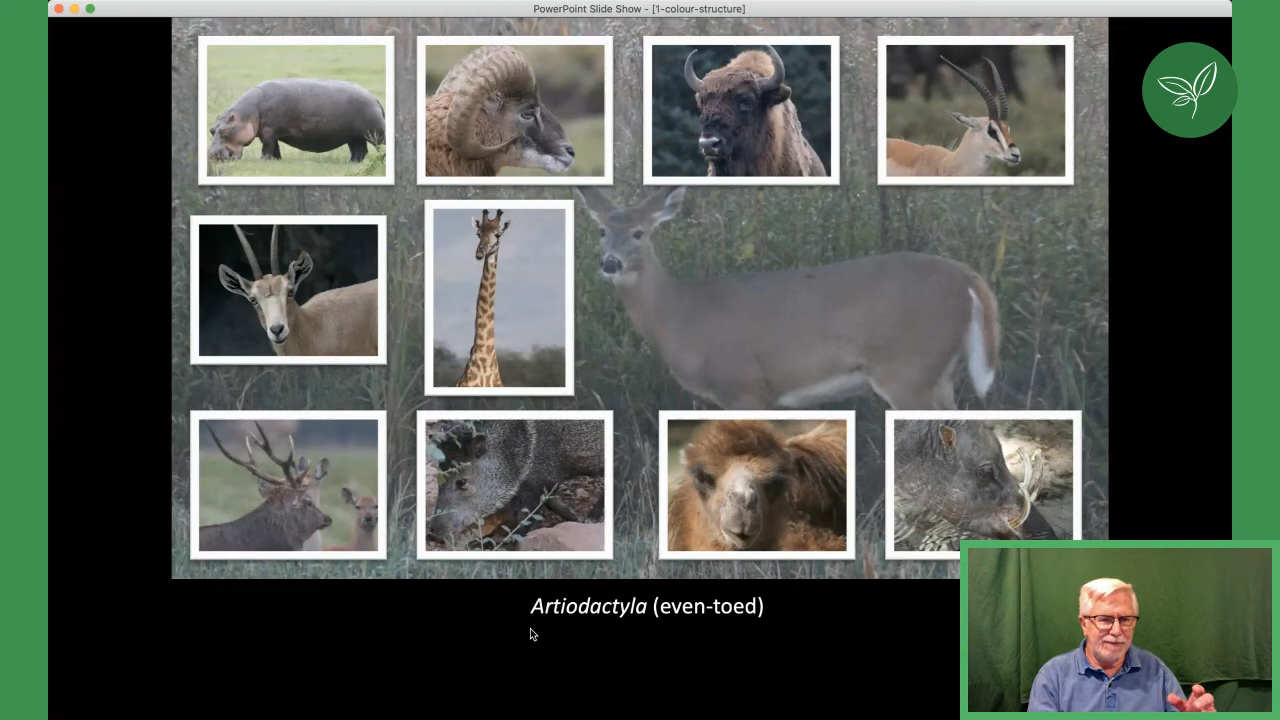 PowerPoint Slide Show - [1-colour-structure]
Artiodactyla (even-toed)